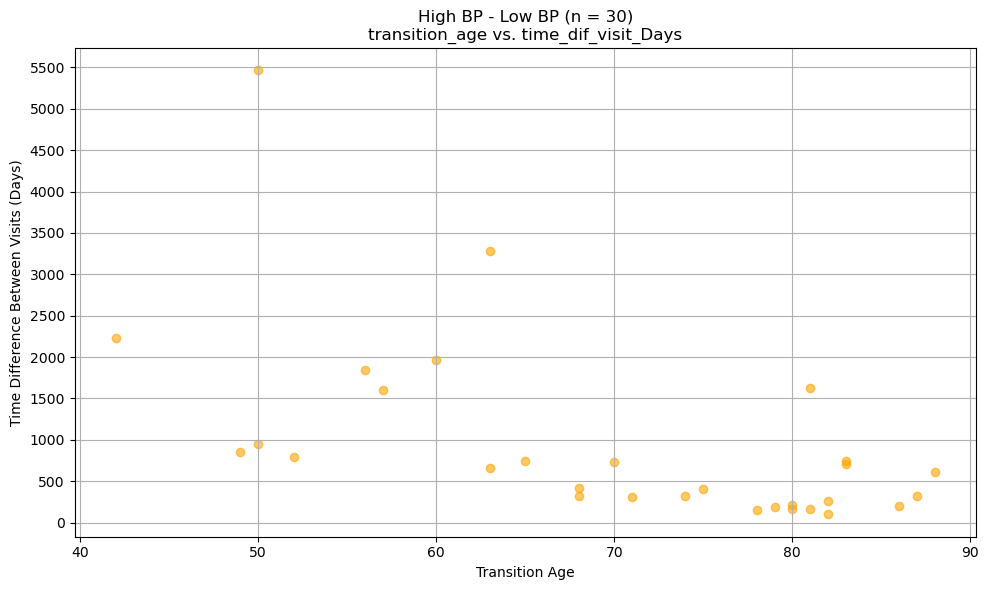 High BP - Low BP (n = 30)
transition_age vs. time_dif_visit_Days
Time Difference Between Visits (Days)
5500
5000
4500
4000
3500
3000
2500
2000
1500
1000
500
0
40 50 60 70 80 90
Transition Age